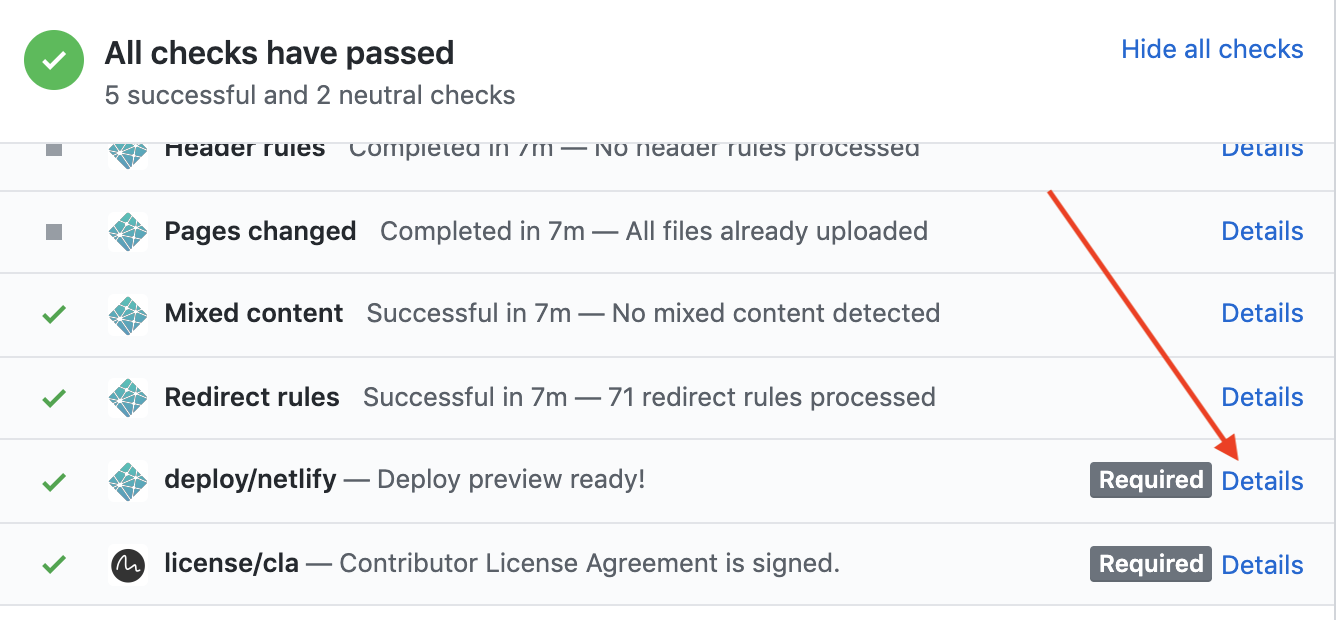 All checks have passed
Hide all checks
5 successful and 2 neutral checks
Header rules Completed in 7m — No header rules processed Details
Pages changed Completed in 7m — All files already uploaded Details
Mixed content Successful in 7m — No mixed content detected Details
Redirect rules Successful in 7m — 71 redirect rules processed Details
deploy/netlify — Deploy preview ready! Required Details
license/cla — Contributor License Agreement is signed. Required Details